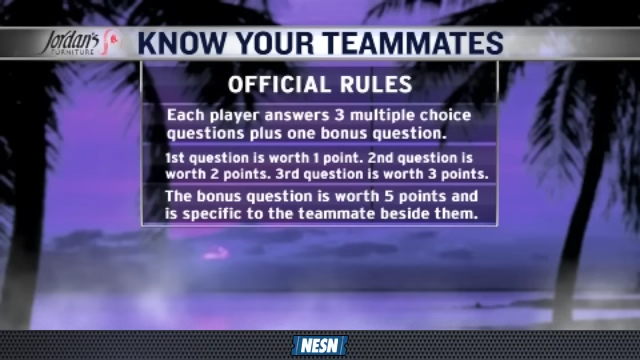 Jordan's
FURNITURE
KNOW YOUR TEAMMATES
OFFICIAL RULES
Each player answers 3 multiple choice
questions plus one bonus question.
1st question is worth 1 point. 2nd question is
worth 2 points. 3rd question is worth 3 points.
The bonus question is worth 5 points and
is specific to the teammate beside them.
NESN